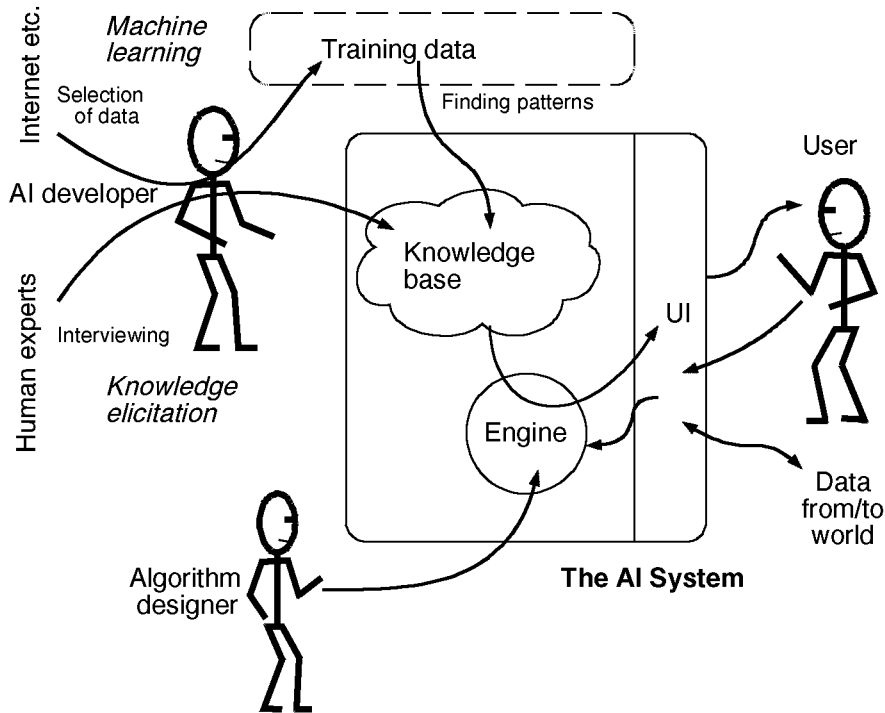 Machine
learning
Internet etc.
Selection
of data
Training data
Finding patterns
User
AI developer
Knowledge
base
Human experts
Interviewing
Knowledge
elicitation
UI
Engine
Data
from/to
world
Algorithm
designer
The AI System